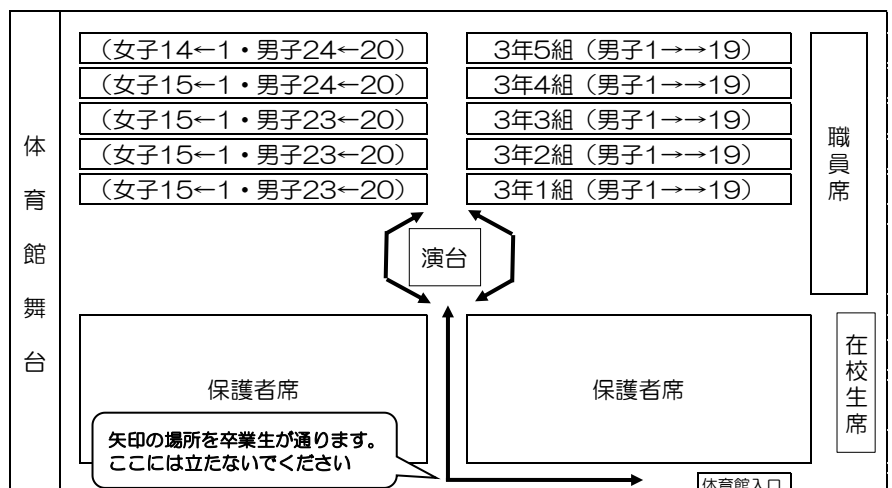 体育館舞台
（女子14←1・男子24←20）
3年5組（男子1→→19）
（女子15←1・男子24←20）
3年4組（男子1→→19）
（女子15←1・男子23←20）
3年3組（男子1→→19）
（女子15←1・男子23←20）
3年2組（男子1→→19）
（女子15←1・男子23←20）
3年1組（男子1→→19）
職員席
演台
保護者席
保護者席
在校生席
矢印の場所を卒業生が通ります。
ここには立たないでください
体育館入口